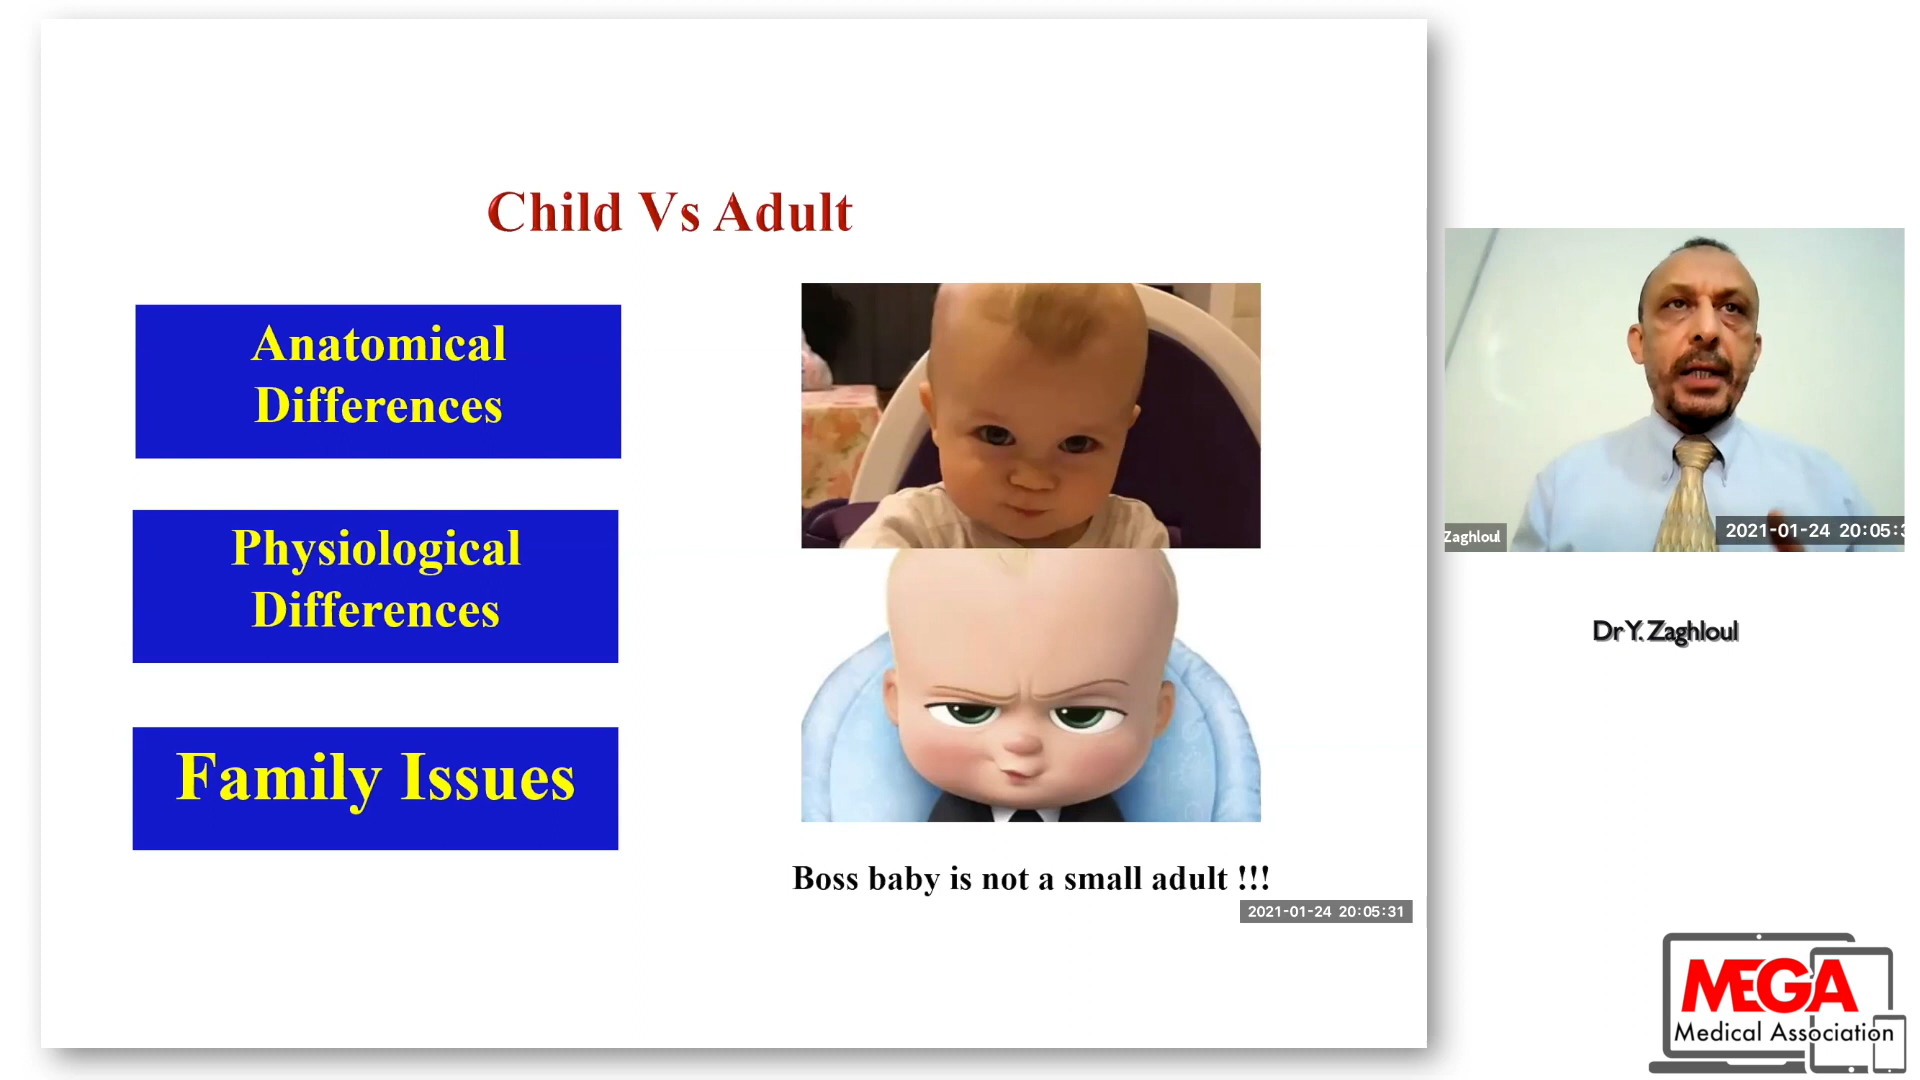 Child Vs Adult
Anatomical
Differences
Physiological
Differences
Family Issues
Boss baby is not a small adult !!!
2021-01-24 20:05:31
Zaghloul
2021-01-24 20:05:3
Dr Y. Zaghloul
MEGA
Medical Association